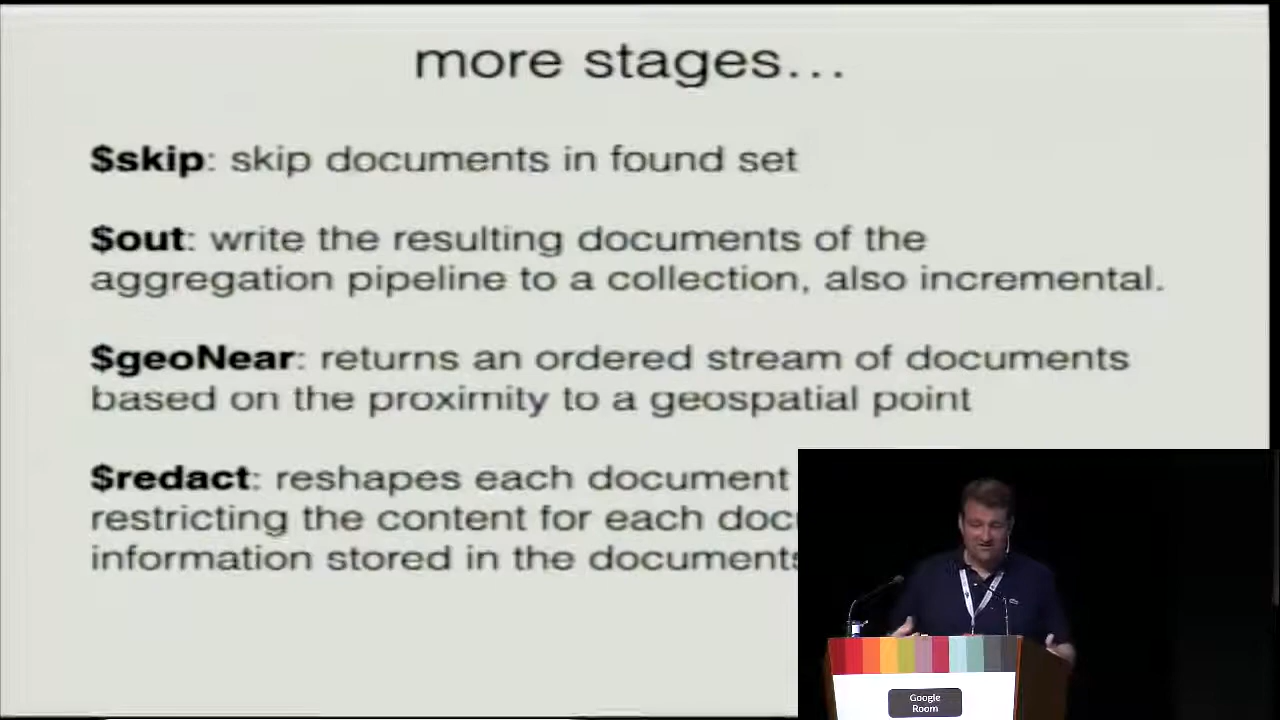 more stages...
$skip: skip documents in found set
$out: write the resulting documents of the
aggregation pipeline to a collection, also incremental.
$geoNear: returns an ordered stream of documents
based on the proximity to a geospatial point
$redact: reshapes each document
restricting the content for each doc
information stored in the documents
Google
Room